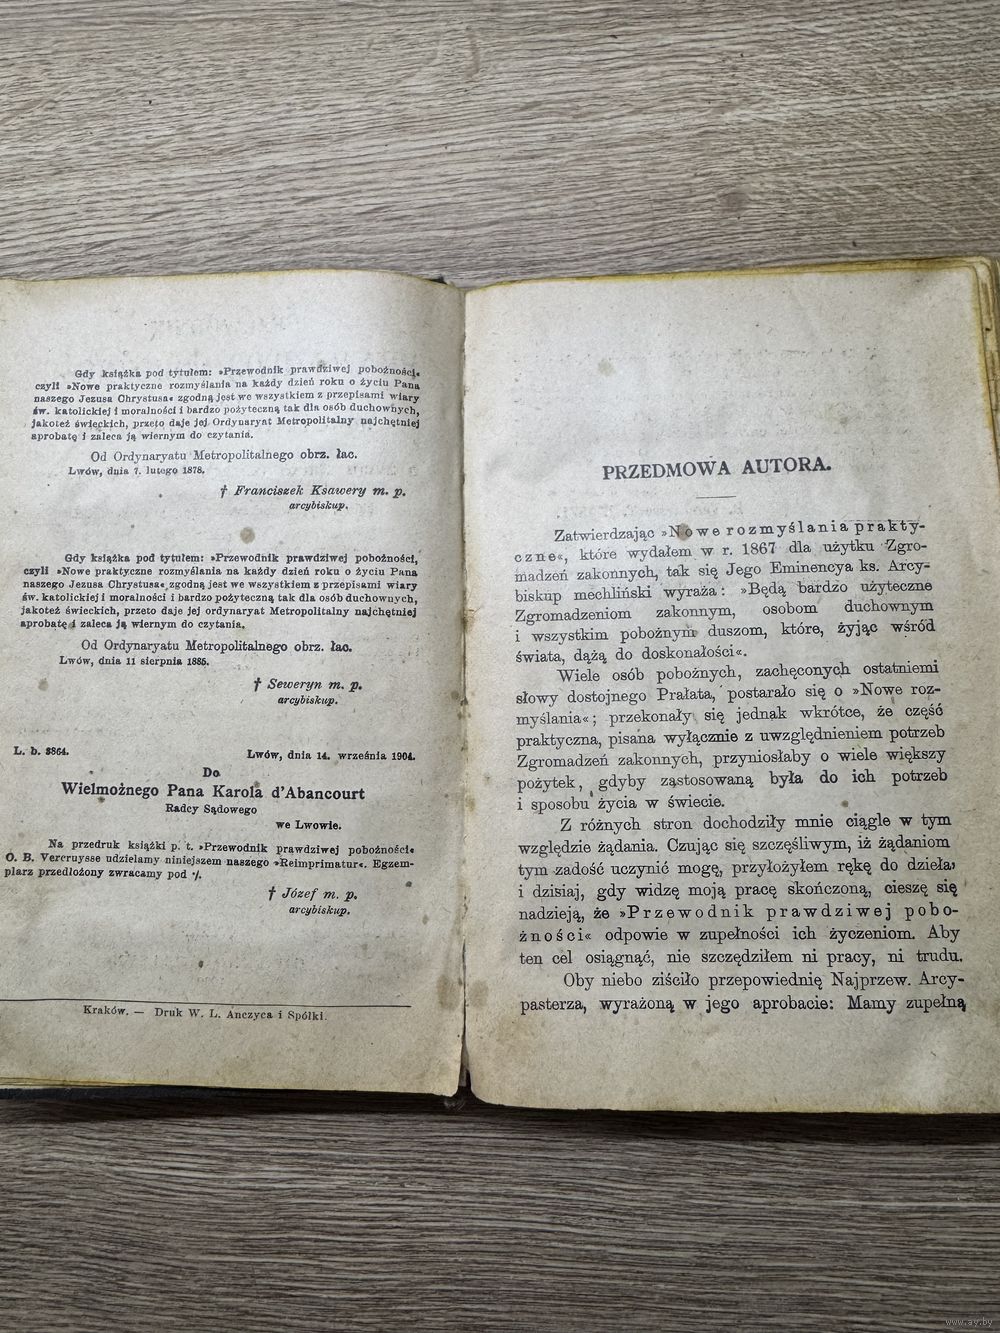 Gdy książka pod tytułem: »Przewodnik prawdziwej pobożności«
czyli »Nowe praktyczne rozmyślania na każdy dzień roku o życiu Pana
naszego Jezusa Chrystusa« zgodną jest we wszystkiem z przepisami wiary
św. katolickiej i moralności i bardzo pożyteczną tak dla osób duchownych,
jakoteż świeckich, przeto daje jej Ordynaryat Metropolitalny najchętniej
aprobatę i zaleca ją wiernym do czytania.
Od Ordynaryatu Metropolitalnego obrz. łac.
Lwów, dnia 7. lutego 1878.
† Franciszek Ksawery m. p.
arcybiskup.
Gdy książka pod tytułem: »Przewodnik prawdziwej pobożności,
czyli »Nowe praktyczne rozmyślania na każdy dzień roku o życiu Pana
naszego Jezusa Chrystusa« zgodną jest we wszystkiem z przepisami wiary
św. katolickiej i moralności i bardzo pożyteczną tak dla osób duchownych,
jakoteż świeckich, przeto daje jej ordynaryat Metropolitalny najchętniej
aprobatę i zaleca ją wiernym do czytania.
Od Ordynaryatu Metropolitalnego obrz. łac.
Lwów, dnia 11 sierpnia 1885.
† Seweryn m. p.
arcybiskup.
L. b. 3864.
Lwów, dnia 14. września 1904.
Do
Wielmożnego Pana Karola d'Abancourt
Radcy Sądowego
we Lwowie.
Na przedruk książki p. t. »Przewodnik prawdziwej pobożności«
O. B. Vercruysse udzielamy niniejszem naszego »Reimprimatur«. Egzem-
plarz przedłożony zwracamy pod ·/.
† Józef m. p.
arcybiskup.
Kraków. — Druk W. L. Anczyca i Spółki.
PRZEDMOWA AUTORA.
Zatwierdzając »Nowe rozmyślania prakty-
czne«, które wydałem w r. 1867 dla użytku Zgro-
madzeń zakonnych, tak się Jego Eminencya ks. Arcy-
biskup mechliński wyraża: »Będą bardzo użyteczne
Zgromadzeniom zakonnym, osobom duchownym
i wszystkim pobożnym duszom, które, żyjąc wśród
świata, dążą do doskonałości«.
Wiele osób pobożnych, zachęconych ostatniemi
słowy dostojnego Prałata, postarało się o »Nowe roz-
myślania«; przekonały się jednak wkrótce, że część
praktyczna, pisana wyłącznie z uwzględnieniem potrzeb
Zgromadzeń zakonnych, przyniosłaby o wiele większy
pożytek, gdyby zastosowaną była do ich potrzeb
i sposobu życia w świecie.
Z różnych stron dochodziły mnie ciągle w tym
względzie żądania. Czując się szczęśliwym, iż żądaniom
tym zadość uczynić mogę, przyłożyłem rękę do dzieła,
i dzisiaj, gdy widzę moją pracę skończoną, cieszę się
nadzieją, że »Przewodnik prawdziwej pobo-
żności« odpowie w zupełności ich życzeniom. Aby
ten cel osiągnąć, nie szczędziłem ni pracy, ni trudu.
Oby niebo ziściło przepowiednię Najprzew. Arcy-
pasterza, wyrażoną w jego aprobacie: Mamy zupełną
www.ay.by